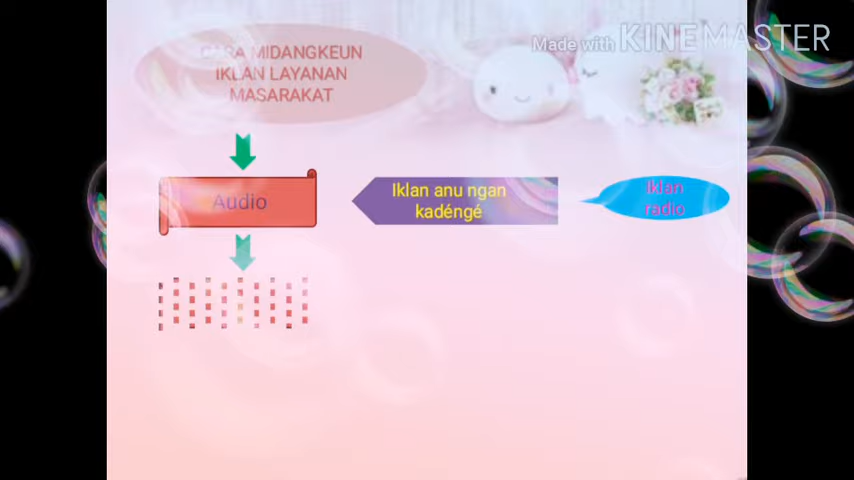 Made with KINEMASTER
CARA MIDANGKEUN
IKLAN LAYANAN
MASARAKAT
Audio
Iklan anu ngan
kadéngé
Iklan
radio